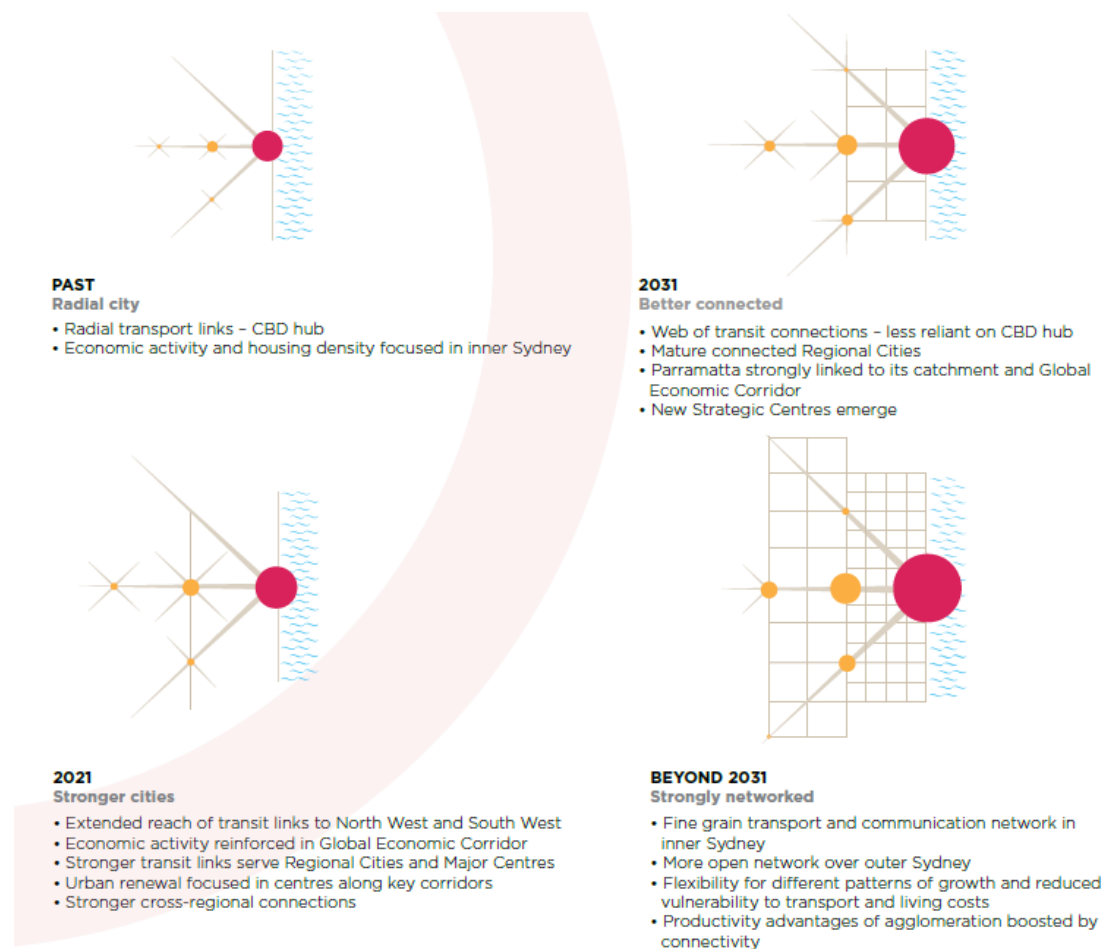 PAST
Radial city
• Radial transport links – CBD hub
• Economic activity and housing density focused in inner Sydney
2031
Better connected
• Web of transit connections – less reliant on CBD hub
• Mature connected Regional Cities
• Parramatta strongly linked to its catchment and Global
Economic Corridor
• New Strategic Centres emerge
2021
Stronger cities
• Extended reach of transit links to North West and South West
• Economic activity reinforced in Global Economic Corridor
• Stronger transit links serve Regional Cities and Major Centres
• Urban renewal focused in centres along key corridors
• Stronger cross-regional connections
BEYOND 2031
Strongly networked
• Fine grain transport and communication network in
inner Sydney
• More open network over outer Sydney
• Flexibility for different patterns of growth and reduced
vulnerability to transport and living costs
• Productivity advantages of agglomeration boosted by
connectivity